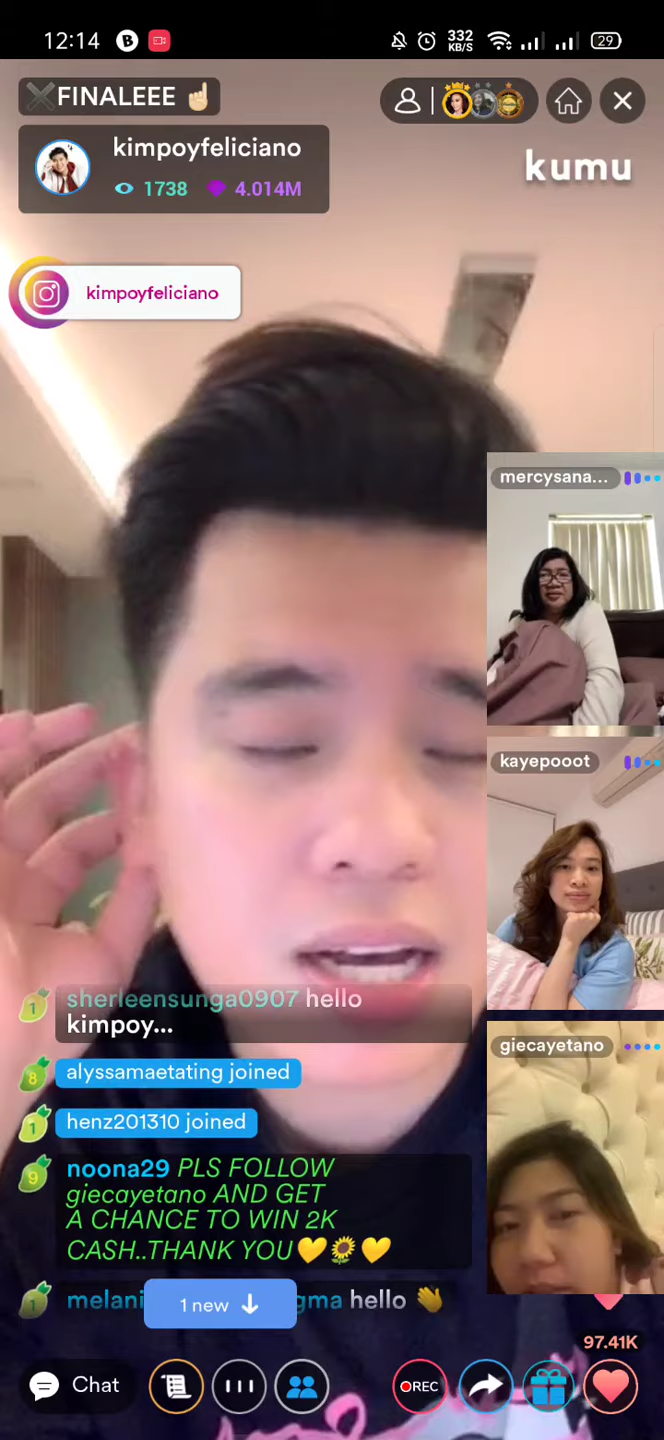 12:14
B
332
KB/S
29
FINALEEE ☝🏻
kimpoyfeliciano
1738 4.014M
kumu
kimpoyfeliciano
mercysana...
kayepooot
giecayetano
1 sherleensunga0907 hello
kimpoy...
8 alyssamaetating joined
1 henz201310 joined
9 noona29 PLS FOLLOW
giecayetano AND GET
A CHANCE TO WIN 2K
CASH..THANK YOU💛🌻💛
1 melani gma hello 👋
1 new ↓
97.41K
Chat
REC